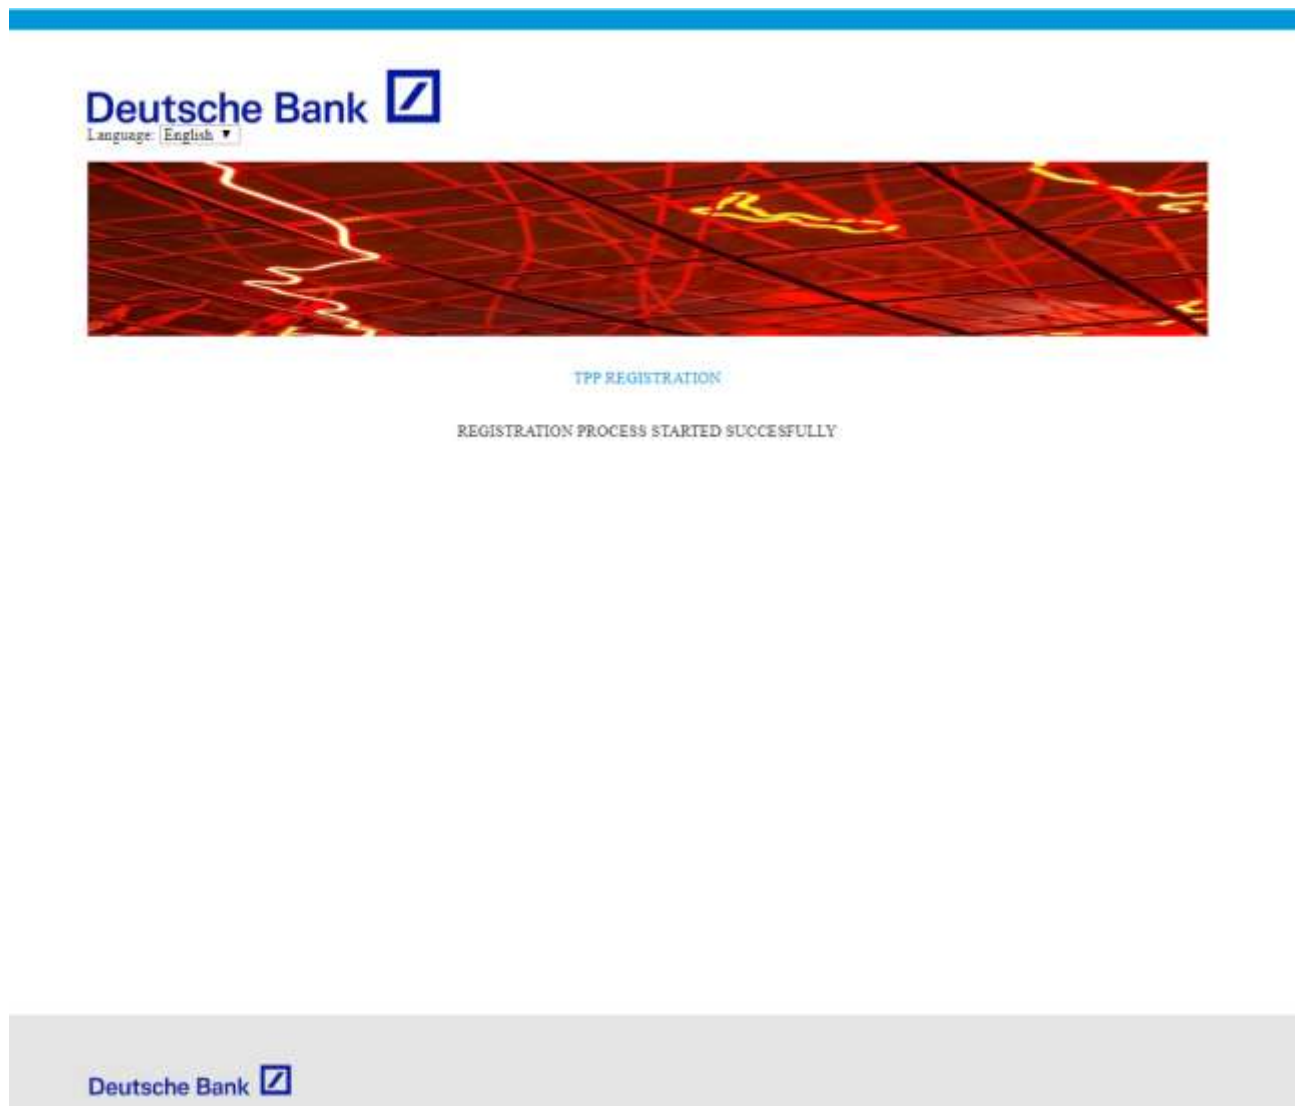 Deutsche Bank
Language: English ▼
TPP REGISTRATION
REGISTRATION PROCESS STARTED SUCCESFULLY
Deutsche Bank